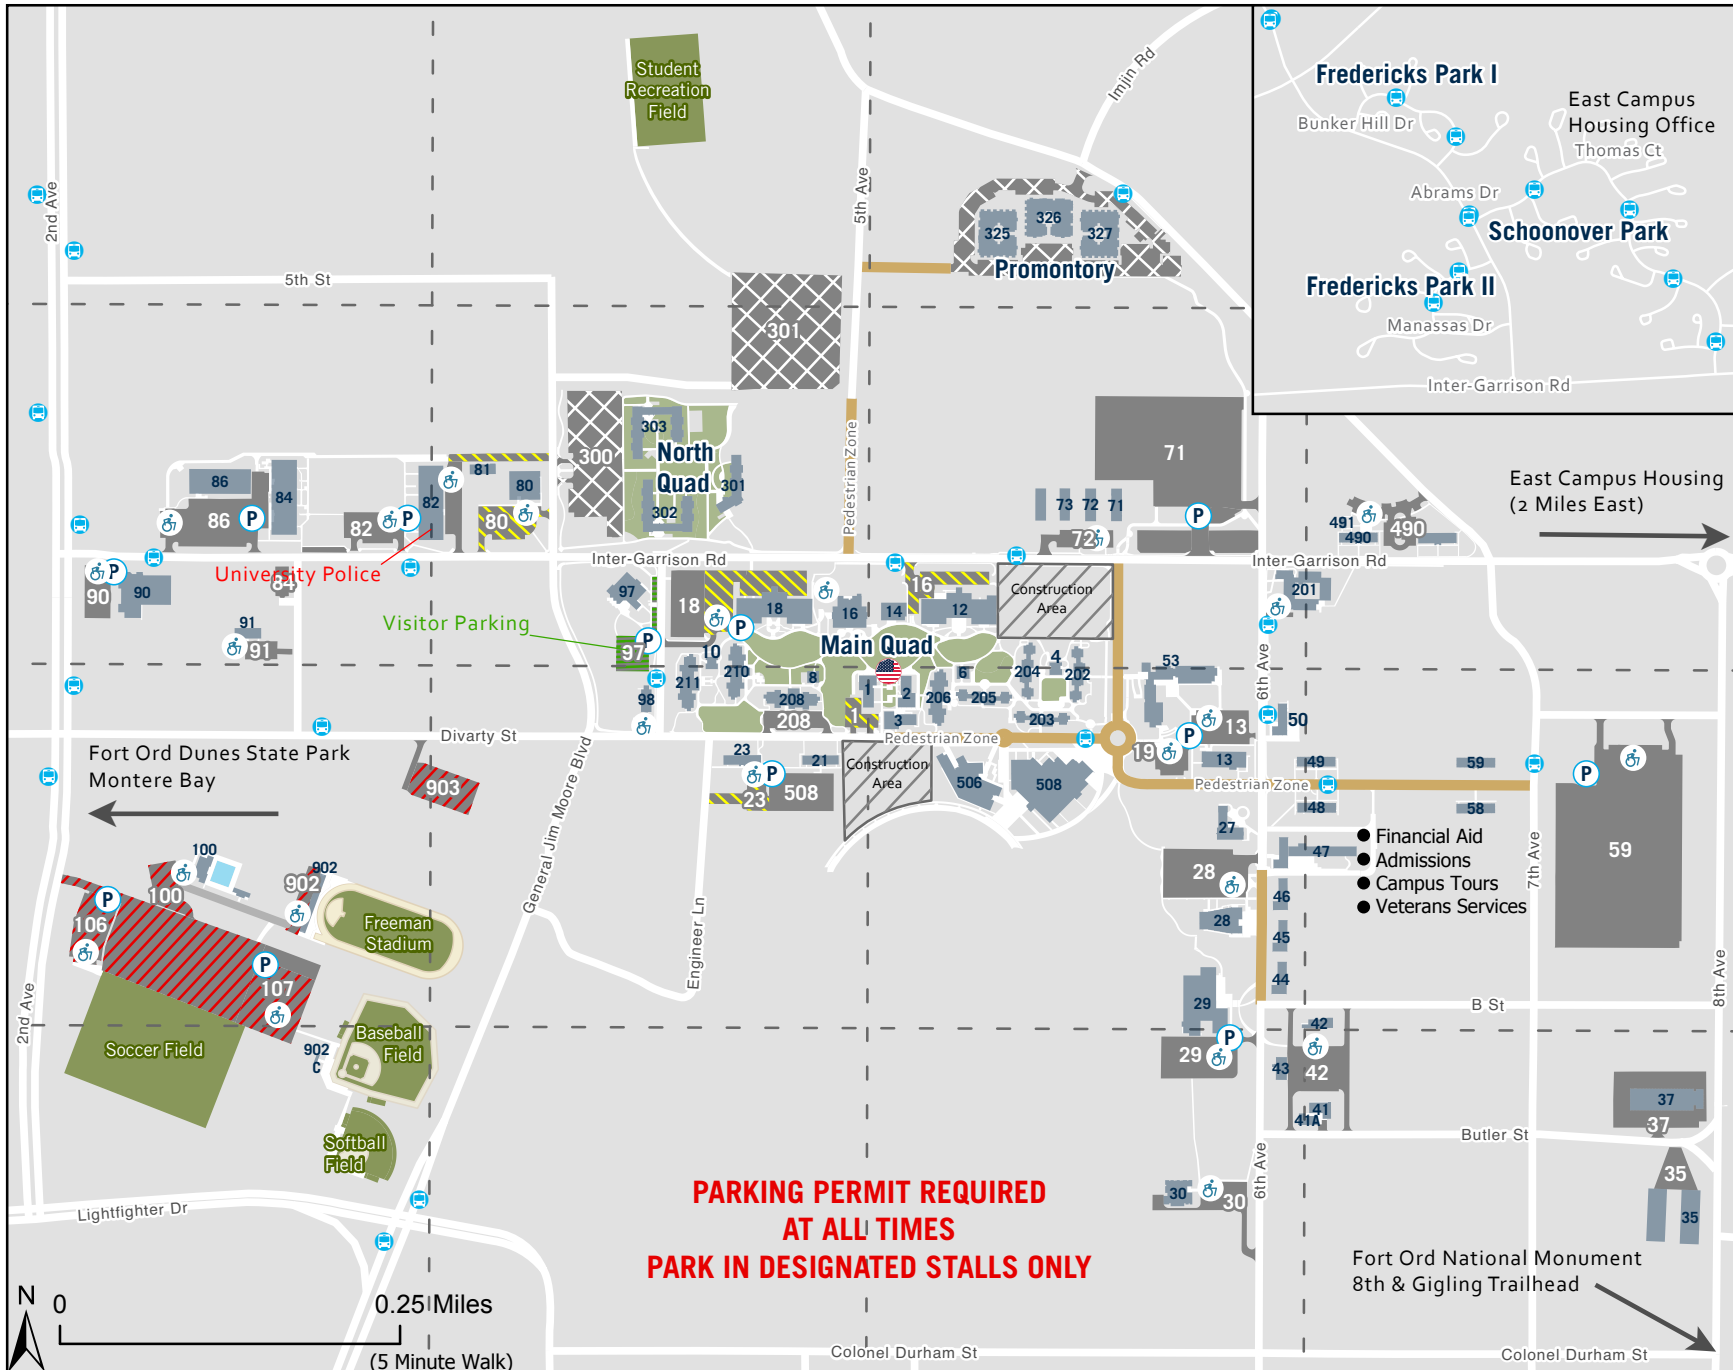 Student
Recreation
Field
Imjin Rd
Fredericks Park I
Bunker Hill Dr
East Campus
Housing Office
Thomas Ct
Abrams Dr
Schoonover Park
Fredericks Park II
Manassas Dr
Inter-Garrison Rd
2nd Ave
5th Ave
325
326
327
Promontory
5th St
301
303
North
Quad
300
301
302
Pedestrian Zone
71
73
72
71
P
72
East Campus Housing
(2 Miles East)
491
490
490
86
84
86
P
82
P
82
81
80
80
Inter-Garrison Rd
Inter-Garrison Rd
University Police
P
90
90
84
91
91
Visitor Parking
97
P
97
18
18
P
16
16
14
12
Construction
Area
201
Main Quad
10
210
211
8
208
208
1
1
2
3
206
6
205
204
4
202
203
53
6th Ave
98
50
13
P
19
13
Divarty St
Pedestrian Zone
Fort Ord Dunes State Park
Montere Bay
903
General Jim Moore Blvd
23
21
P
23
508
Construction
Area
506
508
49
59
Pedestrian Zone
48
58
P
59
27
47
Financial Aid
Admissions
Campus Tours
Veterans Services
7th Ave
28
28
46
45
44
100
100
902
902
P
106
Freeman
Stadium
P
107
Engineer Ln
2nd Ave
Soccer Field
Baseball
Field
902
C
Softball
Field
29
P
29
B St
8th Ave
42
42
43
41
41A
37
37
Butler St
35
35
30
30
6th Ave
Lightfighter Dr
PARKING PERMIT REQUIRED
AT ALL TIMES
PARK IN DESIGNATED STALLS ONLY
Fort Ord National Monument
8th & Gigling Trailhead
N
0
0.25 Miles
(5 Minute Walk)
Colonel Durham St
Colonel Durham St